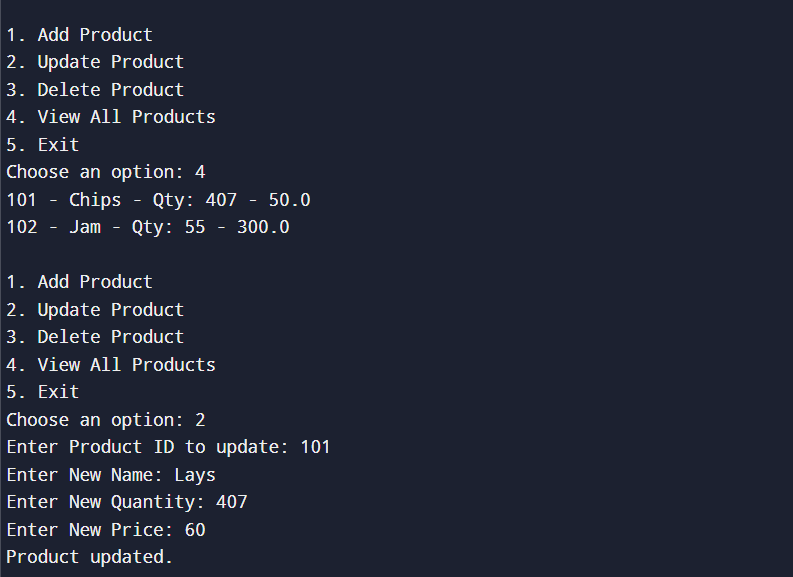 1. Add Product
2. Update Product
3. Delete Product
4. View All Products
5. Exit
Choose an option: 4
101 - Chips - Qty: 407 - 50.0
102 - Jam - Qty: 55 - 300.0
1. Add Product
2. Update Product
3. Delete Product
4. View All Products
5. Exit
Choose an option: 2
Enter Product ID to update: 101
Enter New Name: Lays
Enter New Quantity: 407
Enter New Price: 60
Product updated.